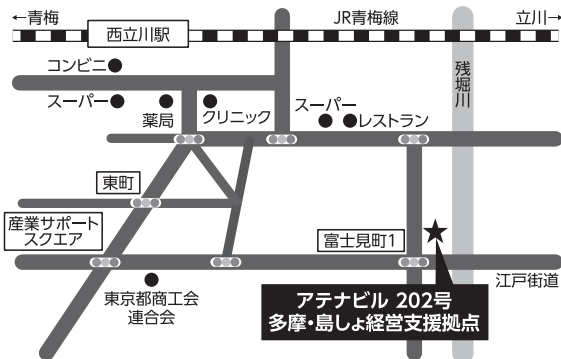 ←青梅
JR青梅線
立川→
西立川駅
コンビニ
残堀川
スーパー
薬局
クリニック
スーパー
レストラン
東町
産業サポート
スクエア
富士見町1
江戸街道
東京都商工会
連合会
アテナビル 202号
多摩・島しょ経営支援拠点